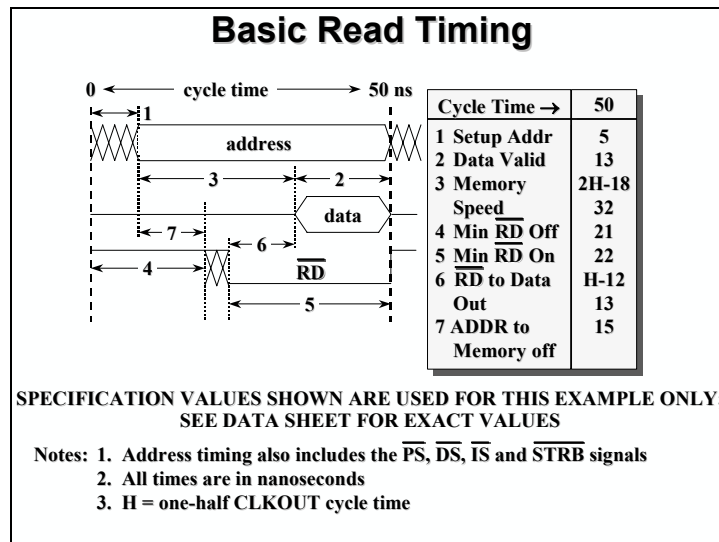 Basic Read Timing
0 cycle time 50 ns
1
address
3 2
data
7 6
4 RD
5
Cycle Time → 50
1 Setup Addr 5
2 Data Valid 13
3 Memory 2H-18
Speed 32
4 Min RD Off 21
5 Min RD On 22
6 RD to Data H-12
Out 13
7 ADDR to 15
Memory off
SPECIFICATION VALUES SHOWN ARE USED FOR THIS EXAMPLE ONLY
SEE DATA SHEET FOR EXACT VALUES
Notes: 1. Address timing also includes the PS, DS, IS and STRB signals
2. All times are in nanoseconds
3. H = one-half CLKOUT cycle time